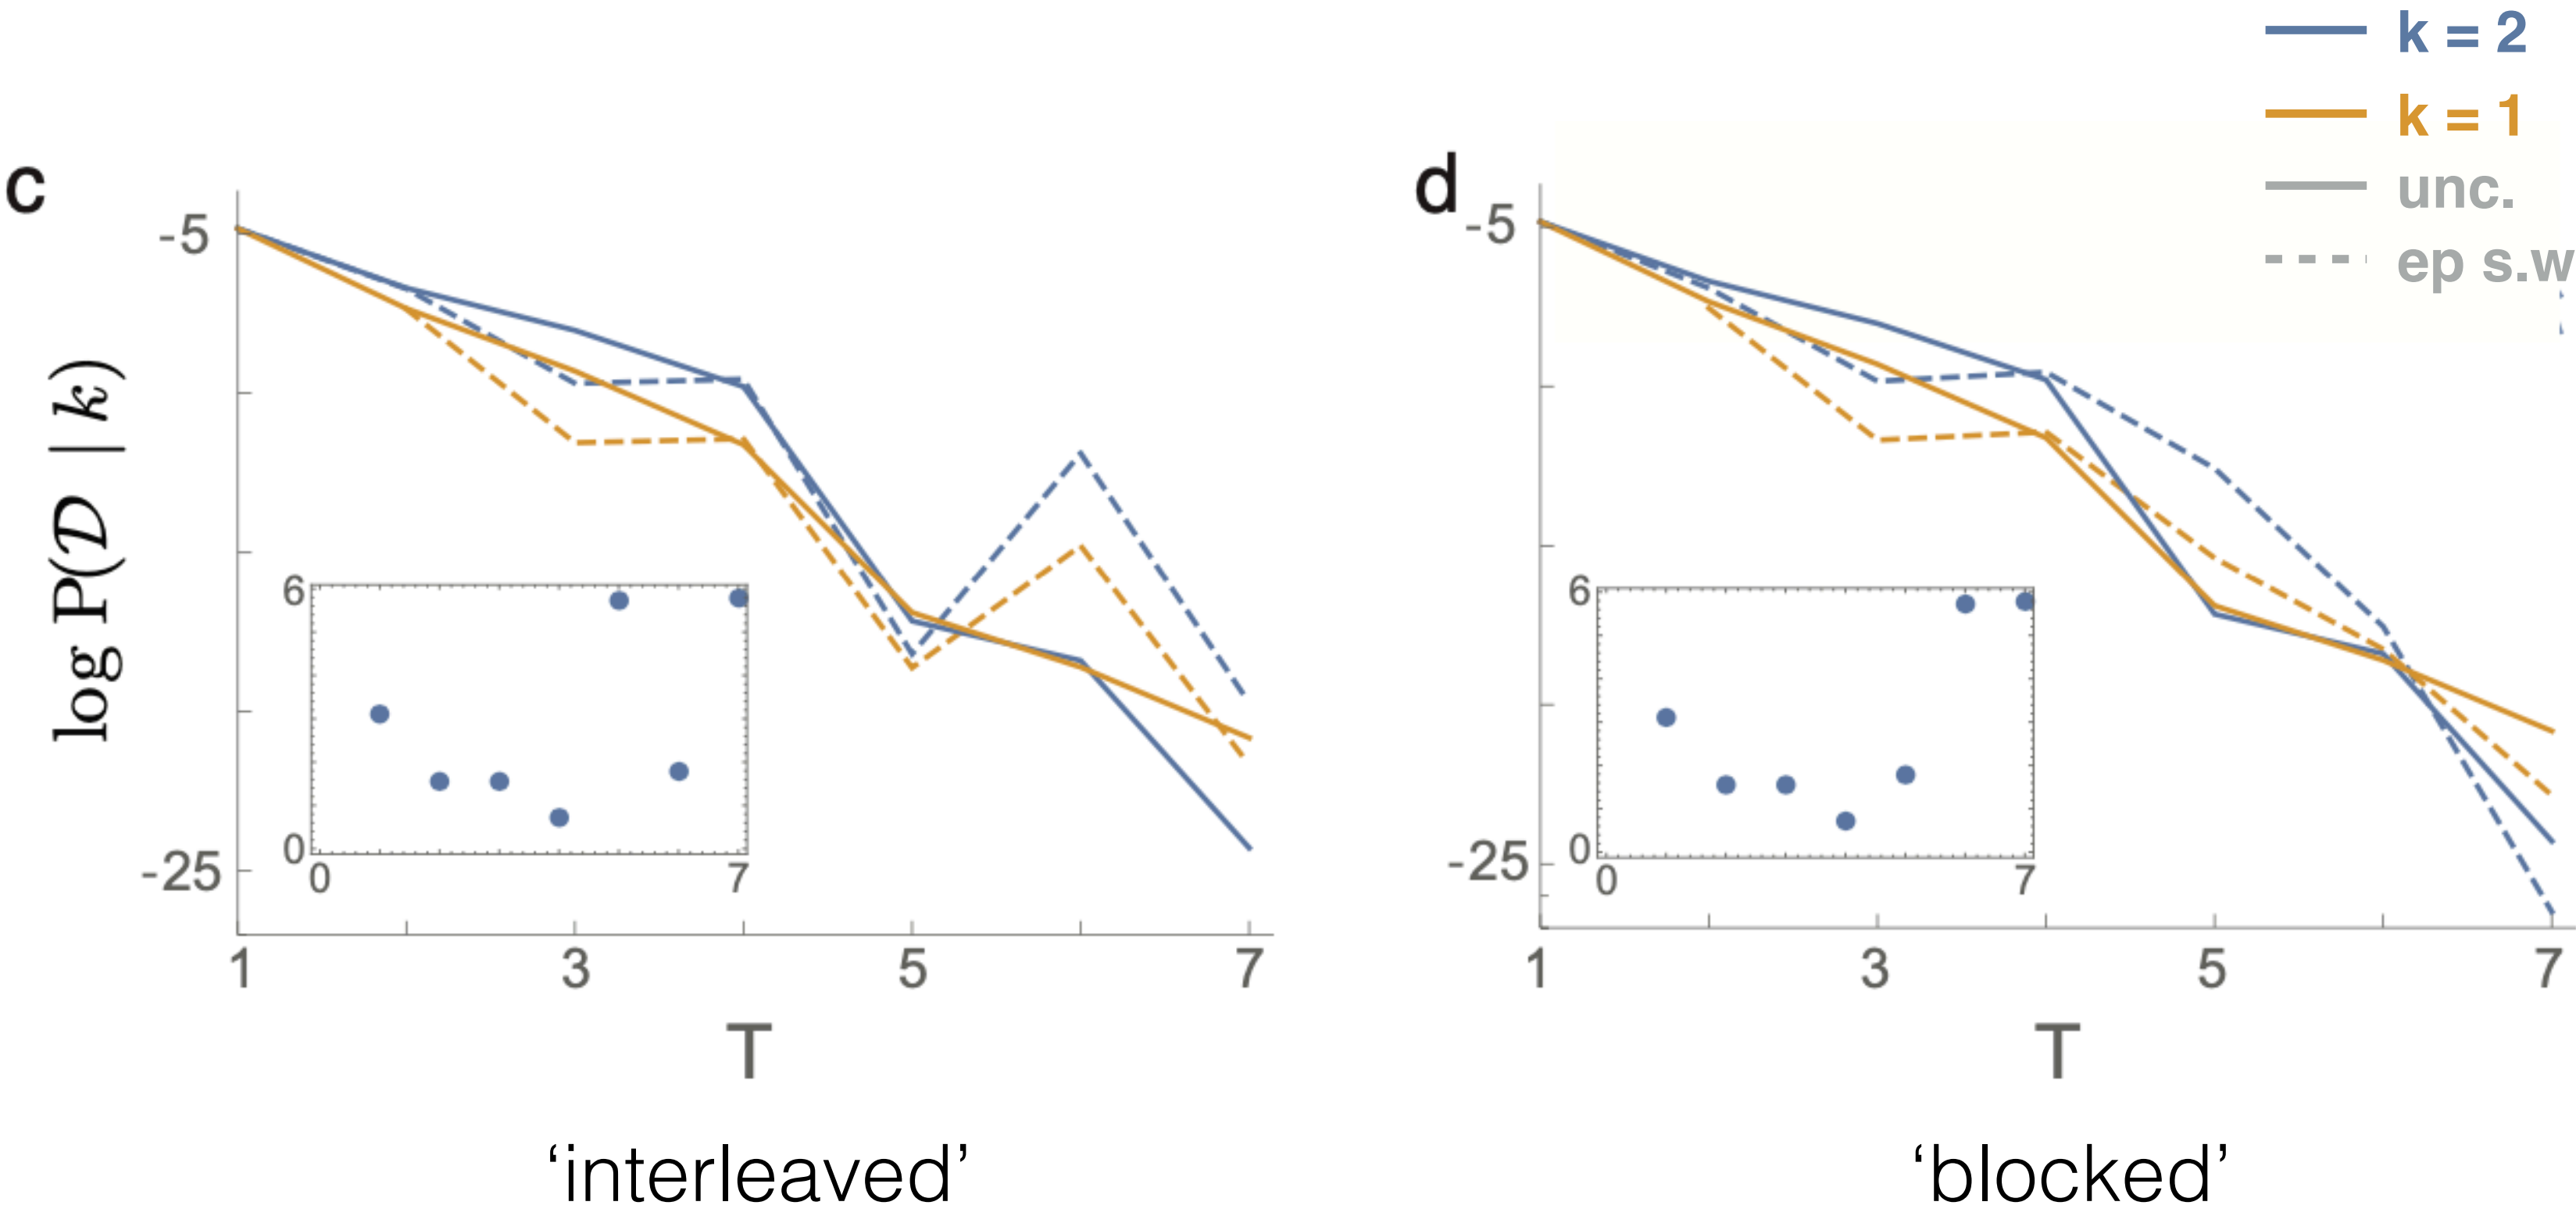 k = 2
k = 1
unc.
ep s.w
c
-5
-25
log P(𝒟 | k)
6
0
0
7
1
3
5
7
T
‘interleaved’
d
-5
-25
6
0
0
7
1
3
5
7
T
‘blocked’